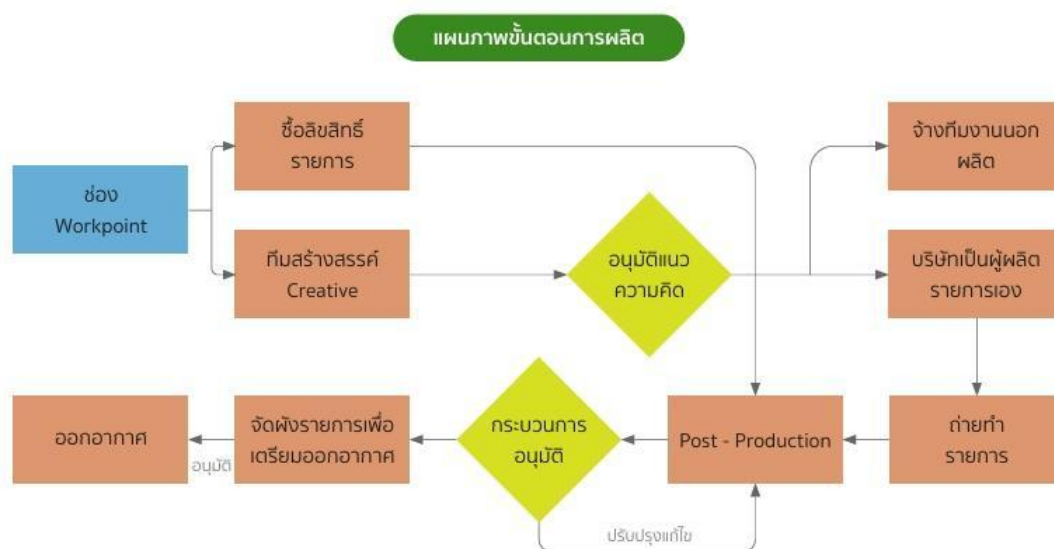 แผนภาพขั้นตอนการผลิต
ซื้อลิขสิทธิ์
รายการ
จ้างทีมงานนอก
ผลิต
ช่อง
Workpoint
ทีมสร้างสรรค์
Creative
อนุมัติแนว
ความคิด
บริษัทเป็นผู้ผลิต
รายการเอง
ออกอากาศ
อนุมัติ
จัดผังรายการเพื่อ
เตรียมออกอากาศ
กระบวนการ
อนุมัติ
Post - Production
ถ่ายทำ
รายการ
ปรับปรุงแก้ไข